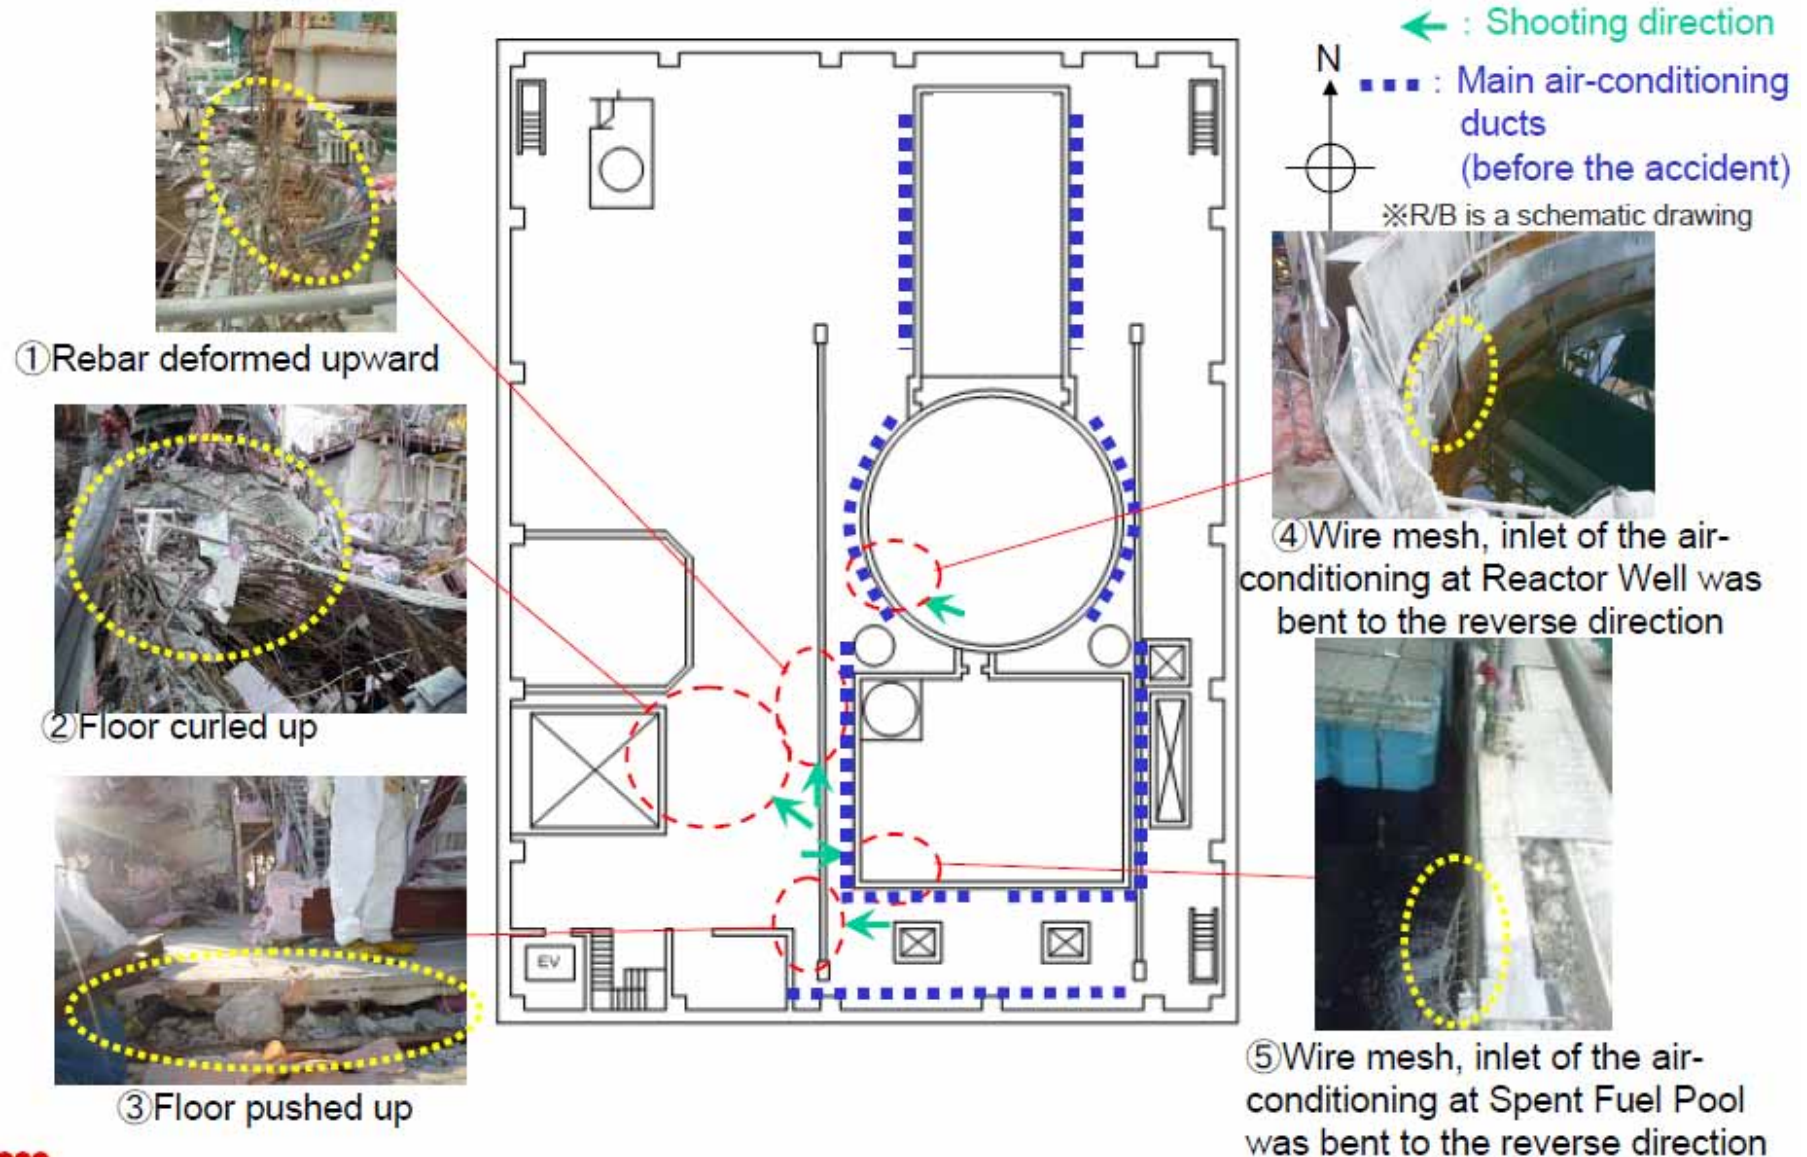 : Shooting direction
N
: Main air-conditioning
ducts
(before the accident)
※R/B is a schematic drawing
①Rebar deformed upward
②Floor curled up
③Floor pushed up
EV
④Wire mesh, inlet of the air-
conditioning at Reactor Well was
bent to the reverse direction
⑤Wire mesh, inlet of the air-
conditioning at Spent Fuel Pool
was bent to the reverse direction